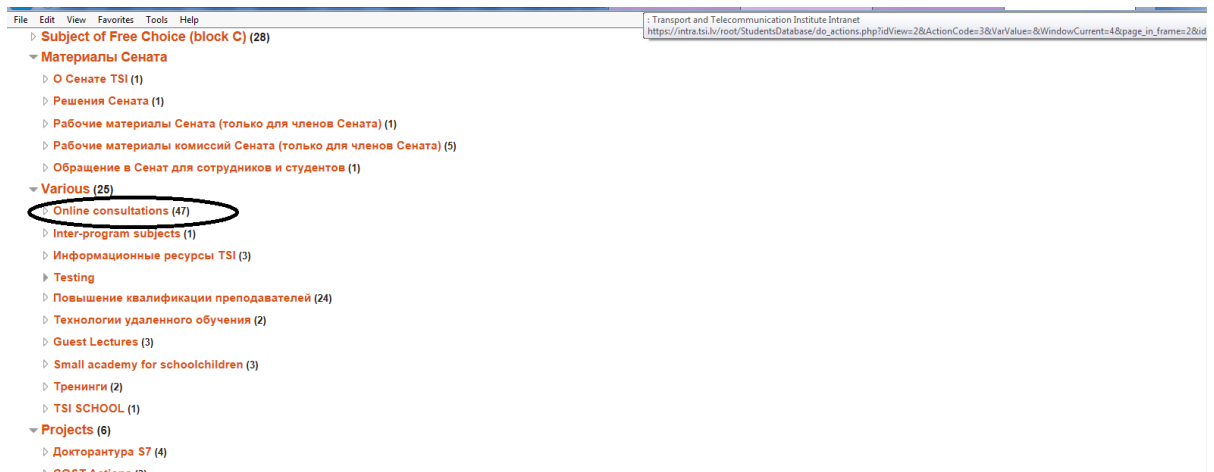 File Edit View Favorites Tools Help
: Transport and Telecommunication Institute Intranet
https://intra.tsi.lv/root/StudentsDatabase/do_actions.php?idView=2&ActionCode=3&VarValue=&WindowCurrent=4&page_in_frame=2&id
Subject of Free Choice (block C) (28)
Материалы Сената
О Сенате TSI (1)
Решения Сената (1)
Рабочие материалы Сената (только для членов Сената) (1)
Рабочие материалы комиссий Сената (только для членов Сената) (5)
Обращение в Сенат для сотрудников и студентов (1)
Various (25)
Online consultations (47)
Inter-program subjects (1)
Информационные ресурсы TSI (3)
Testing
Повышение квалификации преподавателей (24)
Технологии удаленного обучения (2)
Guest Lectures (3)
Small academy for schoolchildren (3)
Тренинги (2)
TSI SCHOOL (1)
Projects (6)
Докторантура S7 (4)